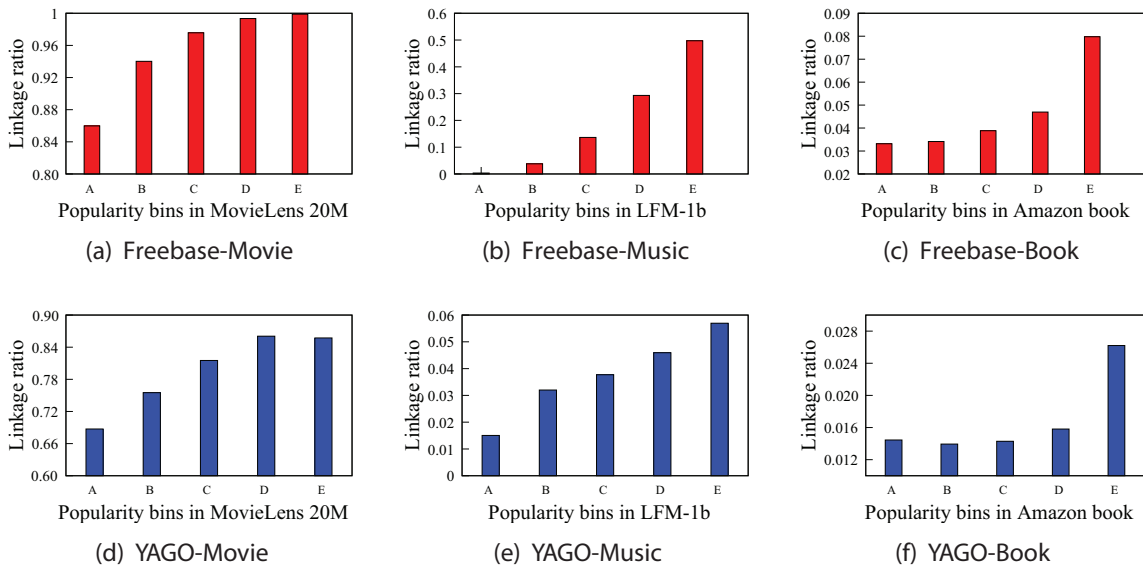 Linkage ratio
1
0.96
0.92
0.88
0.84
0.80
A B C D E
Popularity bins in MovieLens 20M
(a) Freebase-Movie
Linkage ratio
0.6
0.5
0.4
0.3
0.2
0.1
0
A B C D E
Popularity bins in LFM-1b
(b) Freebase-Music
Linkage ratio
0.09
0.08
0.07
0.06
0.05
0.04
0.03
0.02
A B C D E
Popularity bins in Amazon book
(c) Freebase-Book
Linkage ratio
0.90
0.84
0.78
0.72
0.66
0.60
A B C D E
Popularity bins in MovieLens 20M
(d) YAGO-Movie
Linkage ratio
0.06
0.05
0.04
0.03
0.02
0.01
0
A B C D E
Popularity bins in LFM-1b
(e) YAGO-Music
Linkage ratio
0.028
0.024
0.020
0.016
0.012
A B C D E
Popularity bins in Amazon book
(f) YAGO-Book